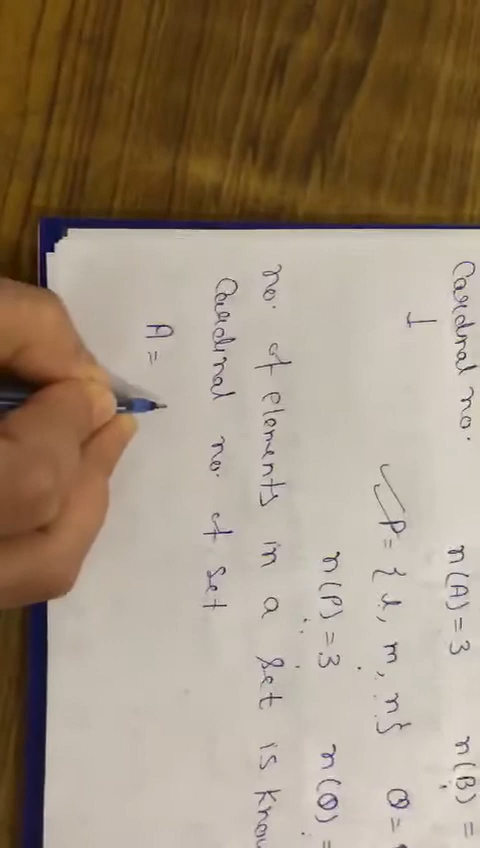 Cardinal no. n(A) = 3 n(B) =
↓ P = { l, m, n} Q =
n(P) = 3 n(Q) =
no. of elements in a set is
Cardinal no. of set
A =